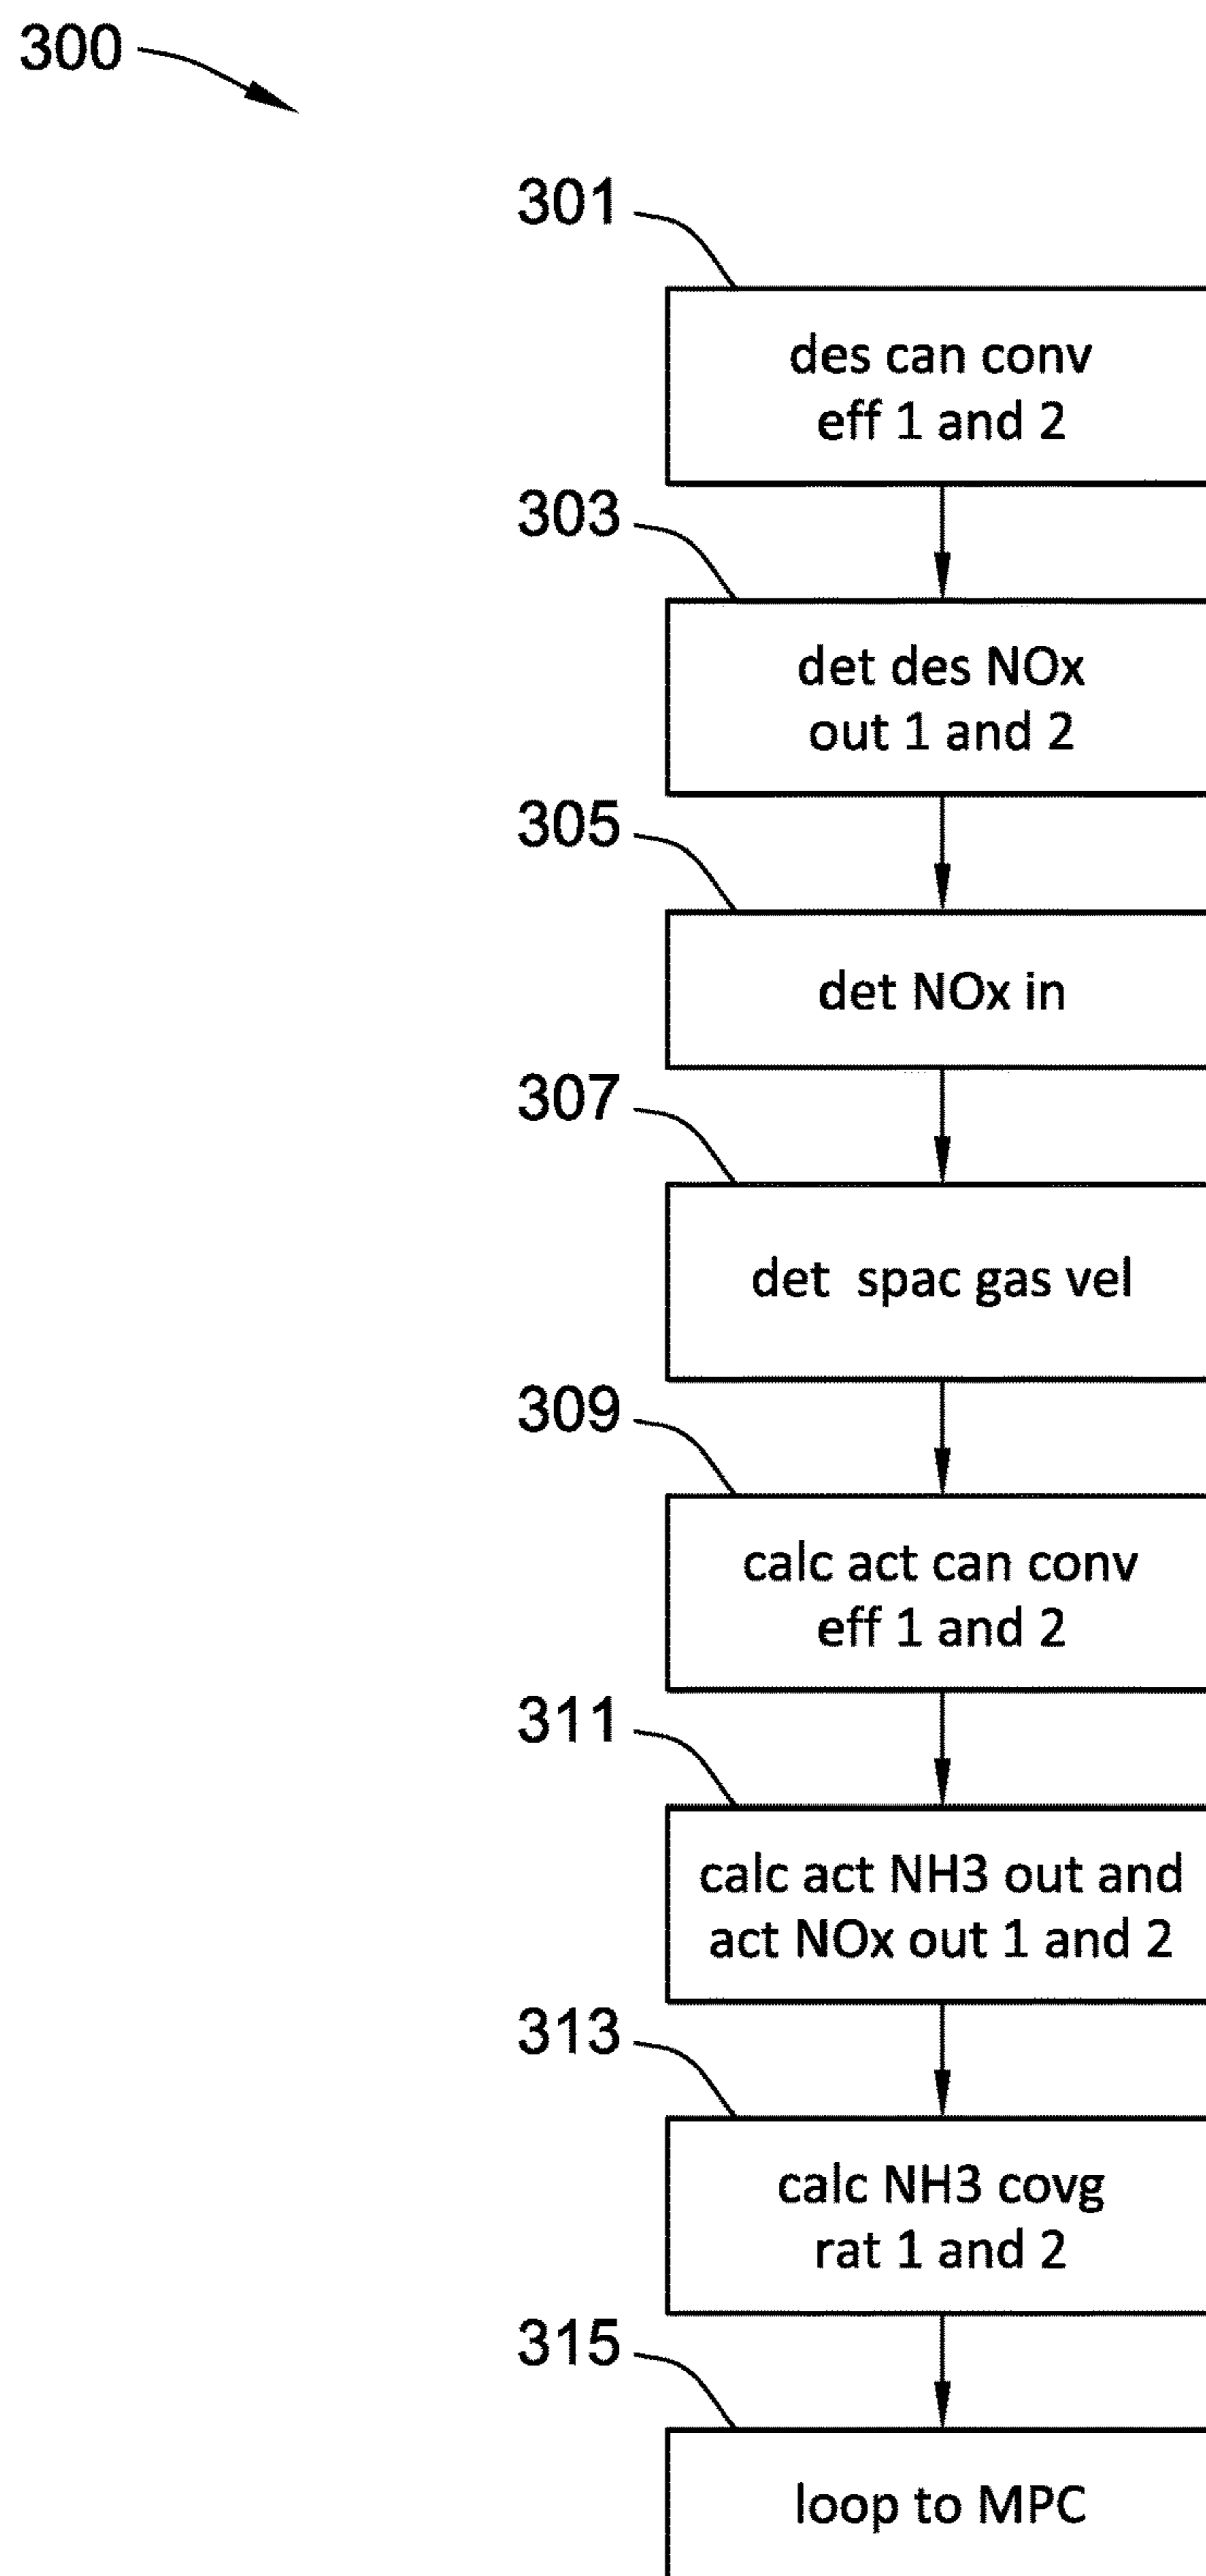 300
301
des can conv
eff 1 and 2
303
det des NOx
out 1 and 2
305
det NOx in
307
det spac gas vel
309
calc act can conv
eff 1 and 2
311
calc act NH3 out and
act NOx out 1 and 2
313
calc NH3 covg
rat 1 and 2
315
loop to MPC